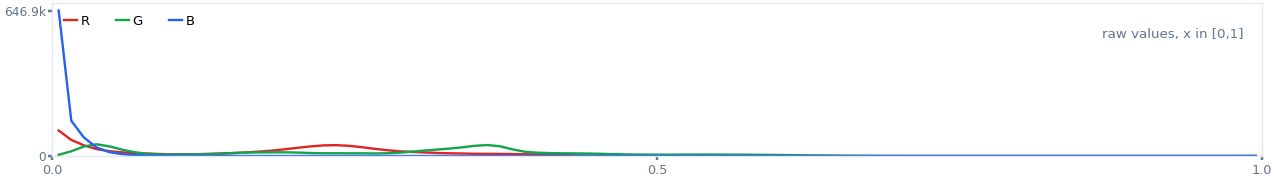 646.9k
R G B
raw values, x in [0,1]
0
0.0 0.5 1.0